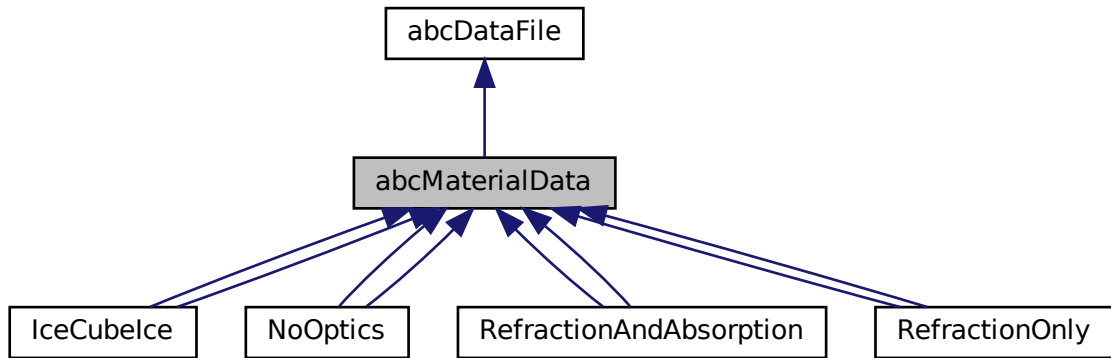 abcDataFile
abcMaterialData
IceCubeIce
NoOptics
RefractionAndAbsorption
RefractionOnly